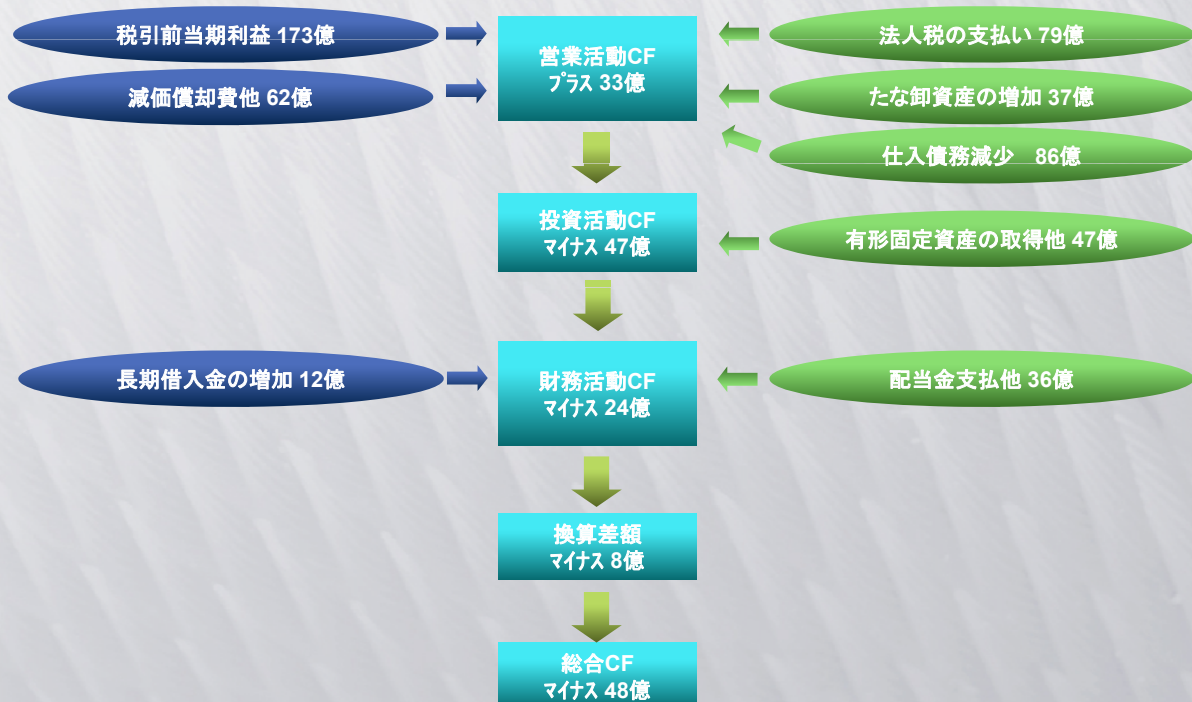 税引前当期利益 173億
減価償却費他 62億
営業活動CF
ﾌﾟﾗｽ 33億
法人税の支払い 79億
たな卸資産の増加 37億
仕入債務減少　86億
投資活動CF
ﾏｲﾅｽ 47億
有形固定資産の取得他 47億
長期借入金の増加 12億
財務活動CF
ﾏｲﾅｽ 24億
配当金支払他 36億
換算差額
ﾏｲﾅｽ 8億
総合CF
ﾏｲﾅｽ 48億